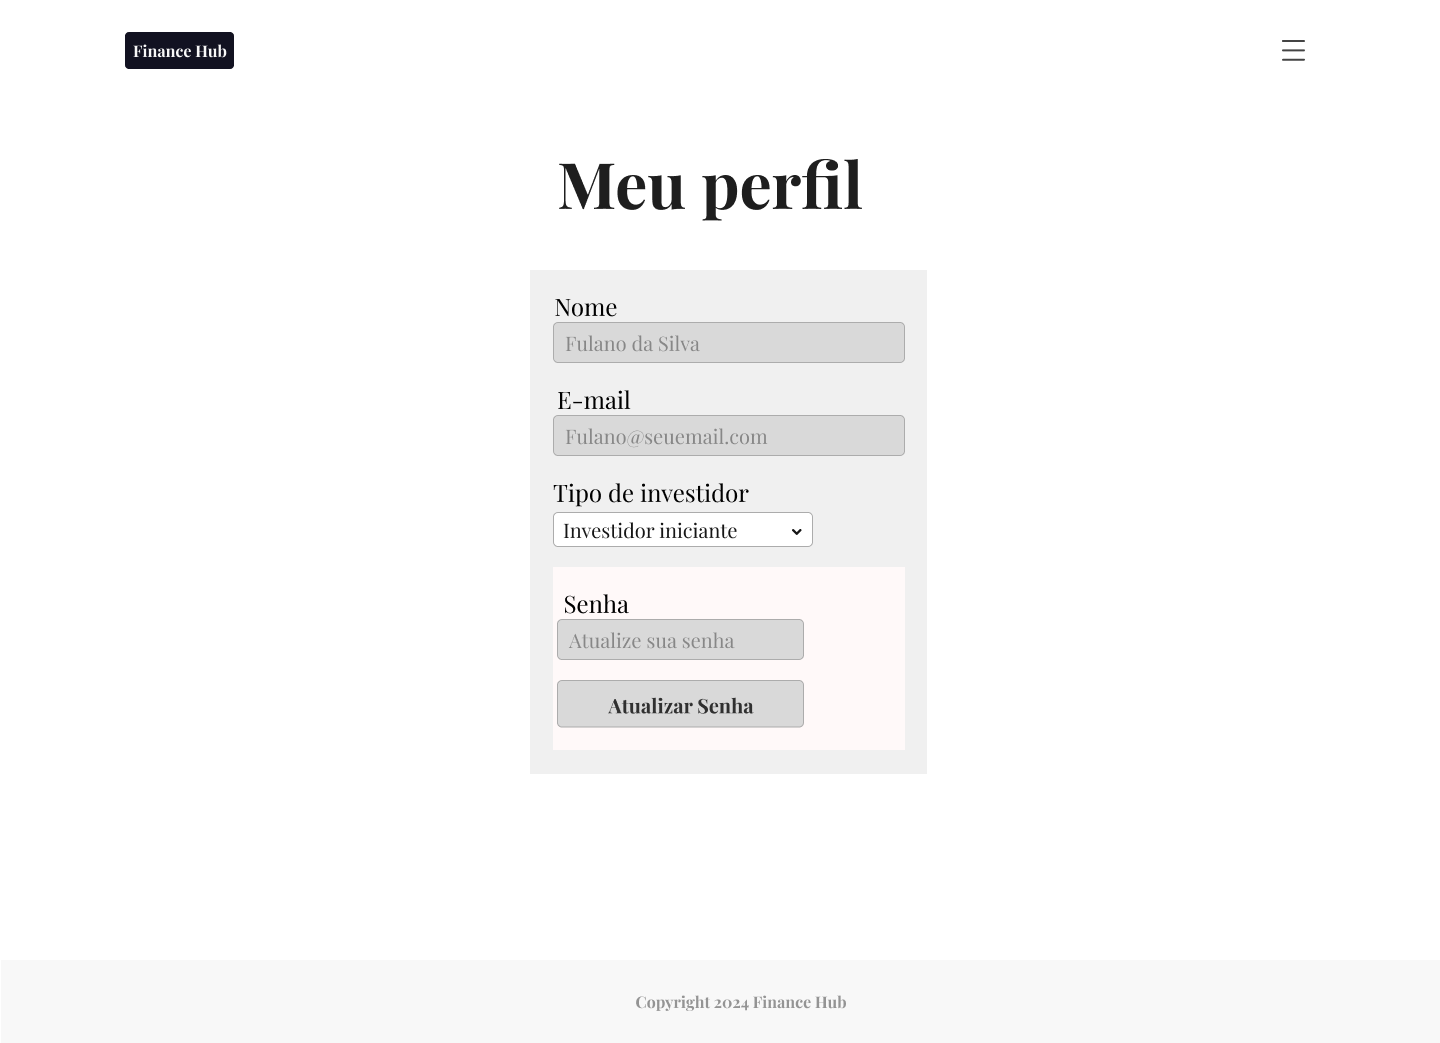 Finance Hub
Meu perfil
Nome
Fulano da Silva
E-mail
Fulano@seuemail.com
Tipo de investidor
Investidor iniciante
Senha
Atualize sua senha
Atualizar Senha
Copyright 2024 Finance Hub